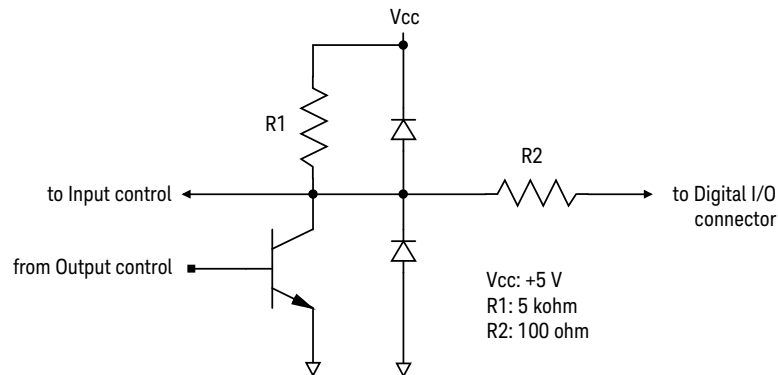 Vcc
R1
R2
to Input control
to Digital I/O
connector
from Output control
Vcc: +5 V
R1: 5 kohm
R2: 100 ohm